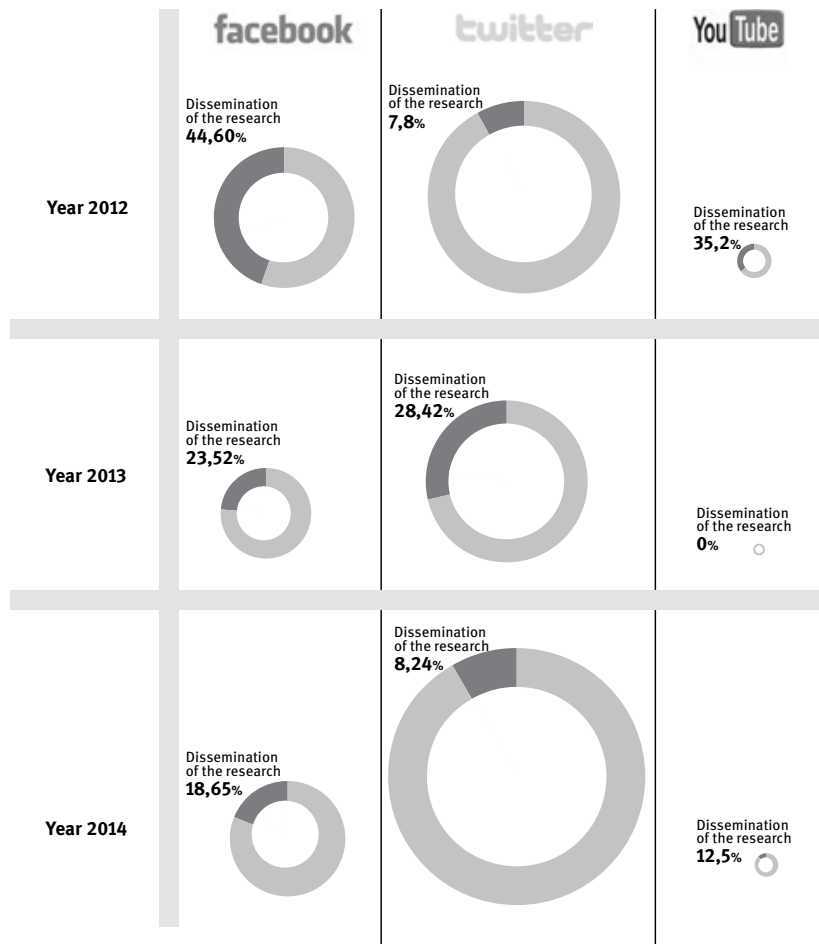 facebook
twitter
You Tube
Year 2012
Dissemination
of the research
44,60%
Dissemination
of the research
7,8%
Dissemination
of the research
35,2%
Year 2013
Dissemination
of the research
23,52%
Dissemination
of the research
28,42%
Dissemination
of the research
0%
Year 2014
Dissemination
of the research
18,65%
Dissemination
of the research
8,24%
Dissemination
of the research
12,5%